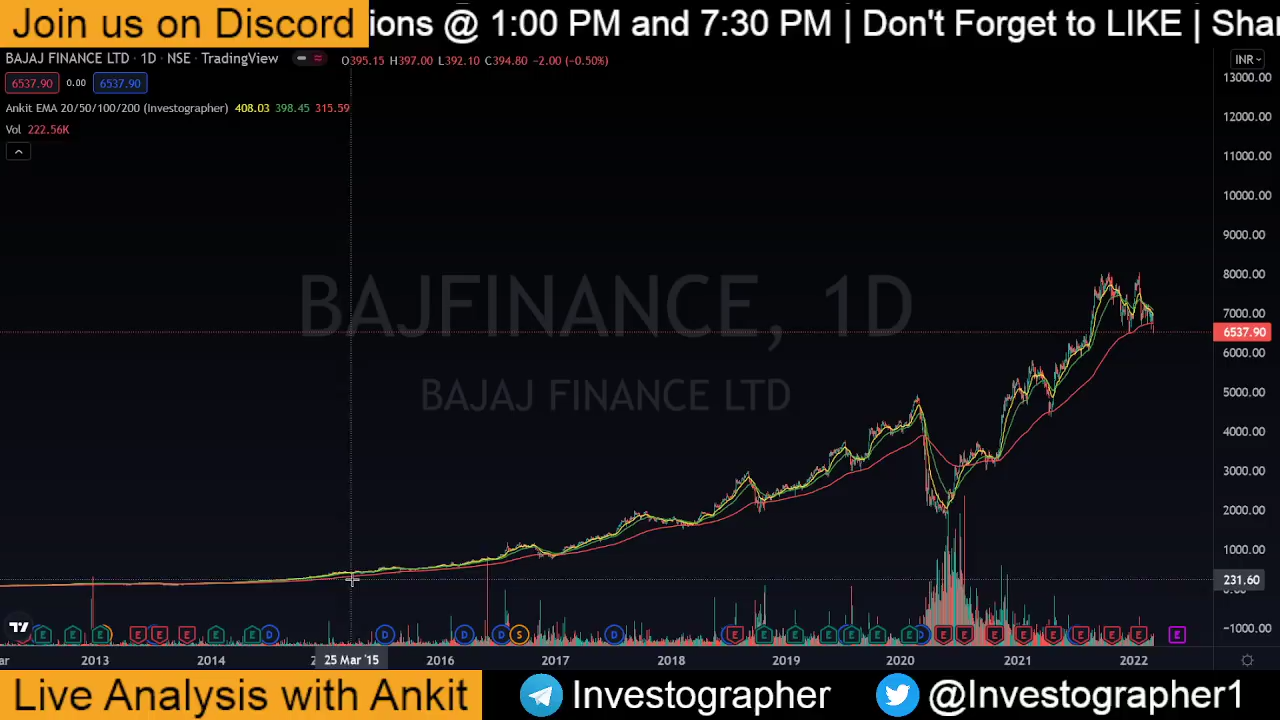 Join us on Discord
ions @ 1:00 PM and 7:30 PM | Don't Forget to LIKE | Shar
BAJAJ FINANCE LTD · 1D · NSE · TradingView
O395.15 H397.00 L392.10 C394.80 -2.00 (-0.50%)
INR
6537.90 0.00 6537.90
Ankit EMA 20/50/100/200 (Investographer) 408.03 398.45 315.59
Vol 222.56K
13000.00
12000.00
11000.00
10000.00
9000.00
8000.00
7000.00
6537.90
6000.00
5000.00
4000.00
3000.00
2000.00
1000.00
231.60
-1000.00
BAJFINANCE, 1D
BAJAJ FINANCE LTD
E E E E E E E E D D D D S D E E E E E E E D E E E E E E E E E
2013 2014 25 Mar '15 2016 2017 2018 2019 2020 2021 2022
Live Analysis with Ankit
Investographer
@Investographer1